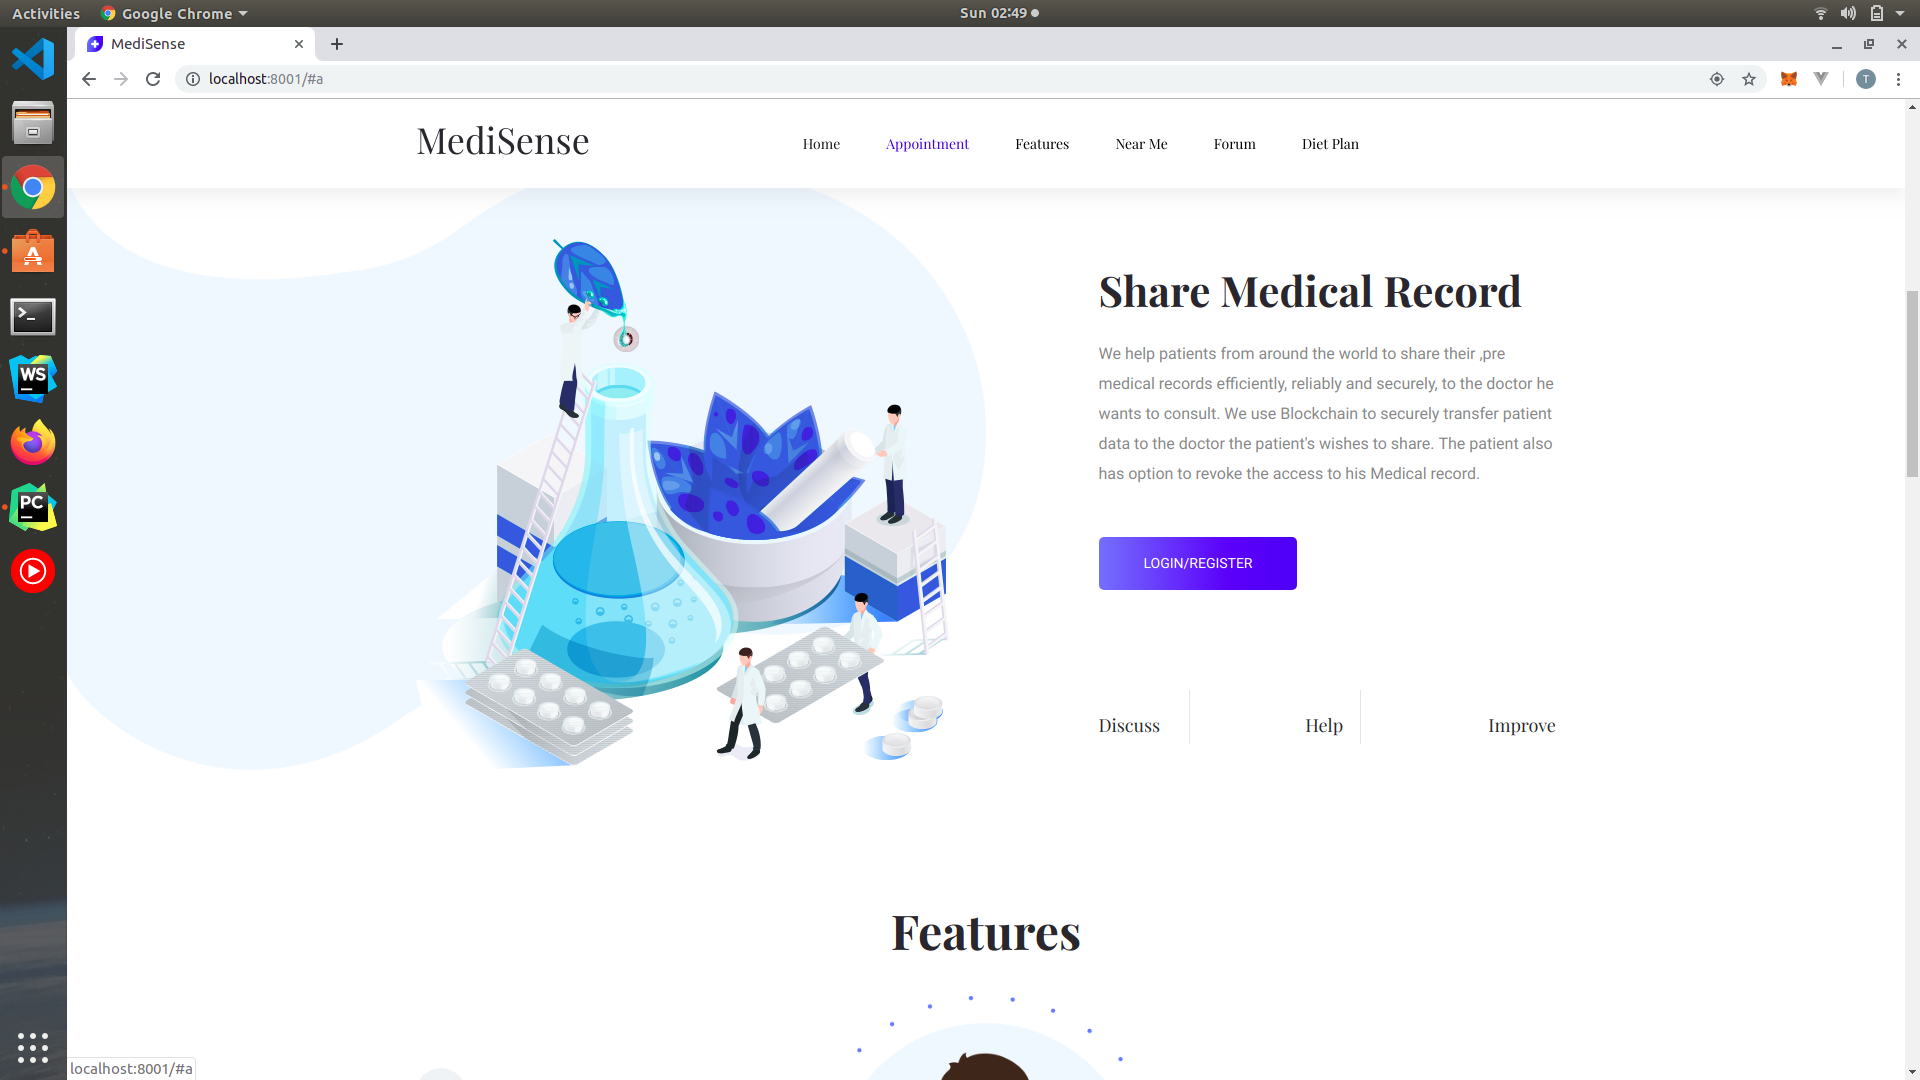 Activities
Google Chrome
Sun 02:49
MediSense
localhost:8001/#a
T
MediSense
Home
Appointment
Features
Near Me
Forum
Diet Plan
Share Medical Record
We help patients from around the world to share their ,pre
medical records efficiently, reliably and securely, to the doctor he
wants to consult. We use Blockchain to securely transfer patient
data to the doctor the patient's wishes to share. The patient also
has option to revoke the access to his Medical record.
LOGIN/REGISTER
Discuss
Help
Improve
Features
WS
PC
localhost:8001/#a